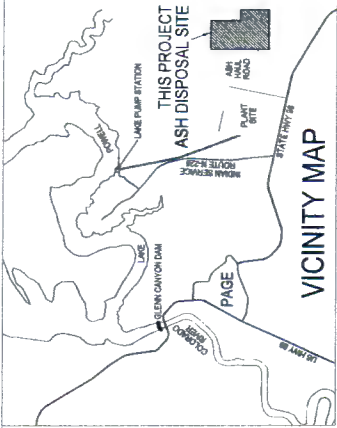 THIS PROJECT
ASH DISPOSAL SITE
POWELL
LAKE PUMP STATION
ASH
HAUL
ROAD
PLANT
SITE
INDIAN SERVICE
ROUTE N-22B
STATE HWY 98
LAKE
GLENN CANYON DAM
PAGE
COLORADO
RIVER
US HWY 89
VICINITY MAP